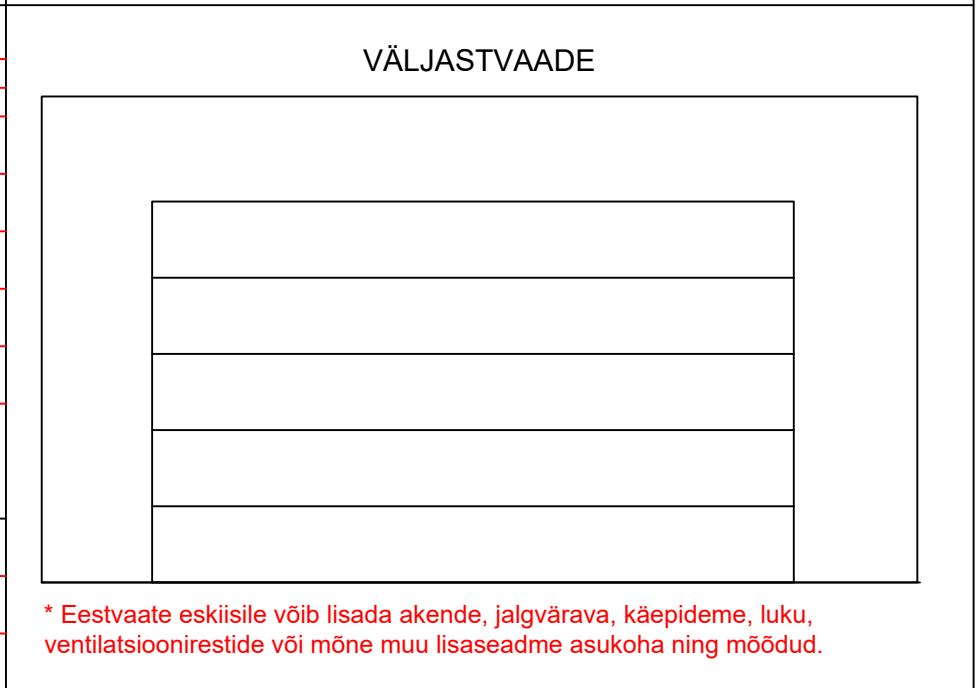 VÄLJASTVAADE
* Eestvaate eskiisile võib lisada akende, jalgvärava, käepideme, luku,
ventilatsioonirestide või mõne muu lisaseadme asukoha ning mõõdud.